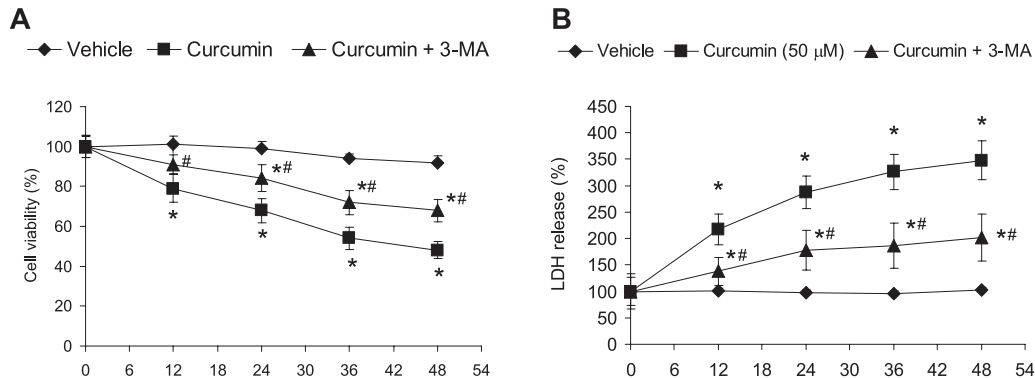 A
Vehicle Curcumin Curcumin + 3-MA
Cell viability (%)
120
100
80
60
40
20
0
# *# *# *#
* * * *
0 6 12 18 24 30 36 42 48 54
B
Vehicle Curcumin (50 μM) Curcumin + 3-MA
LDH release (%)
450
400
350
300
250
200
150
100
50
0
* * * *
*# *# *# *#
0 6 12 18 24 30 36 42 48 54